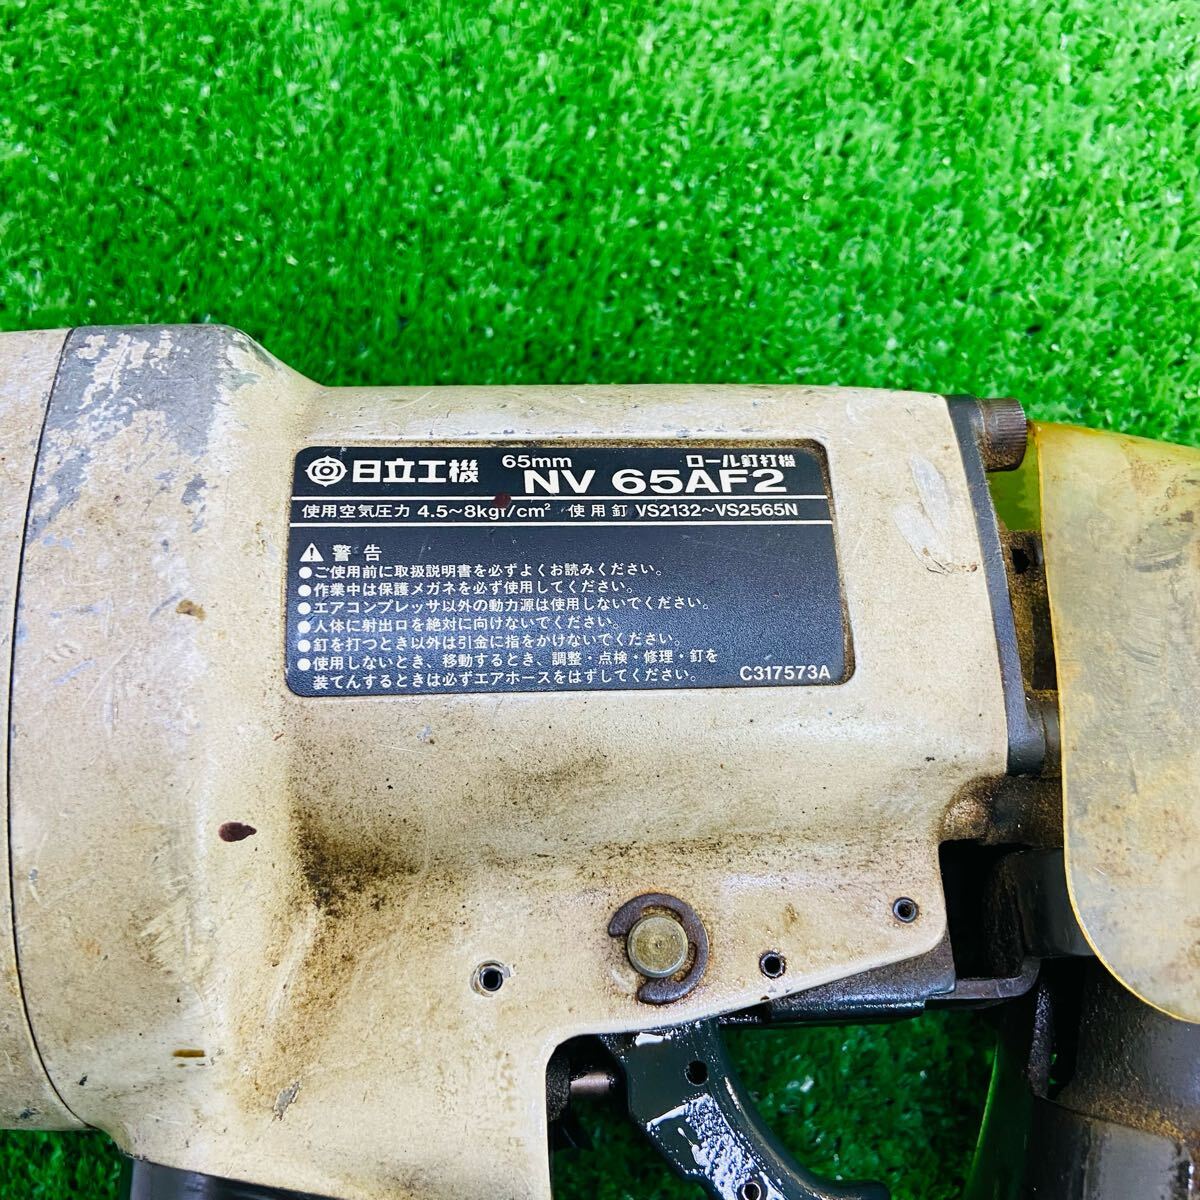 日立工機 65mm ロール釘打機
NV 65AF2
使用空気圧力 4.5~8kgf/cm² 使用釘 VS2132~VS2565N
警告
●ご使用前に取扱説明書を必ずよくお読みください。
●作業中は保護メガネを必ず使用してください。
●エアコンプレッサ以外の動力源は使用しないでください。
●人体に射出口を絶対に向けないでください。
●釘を打つとき以外は引金に指をかけないでください。
●使用しないとき、移動するとき、調整・点検・修理・釘を
装てんするときは必ずエアホースをはずしてください。
C317573A